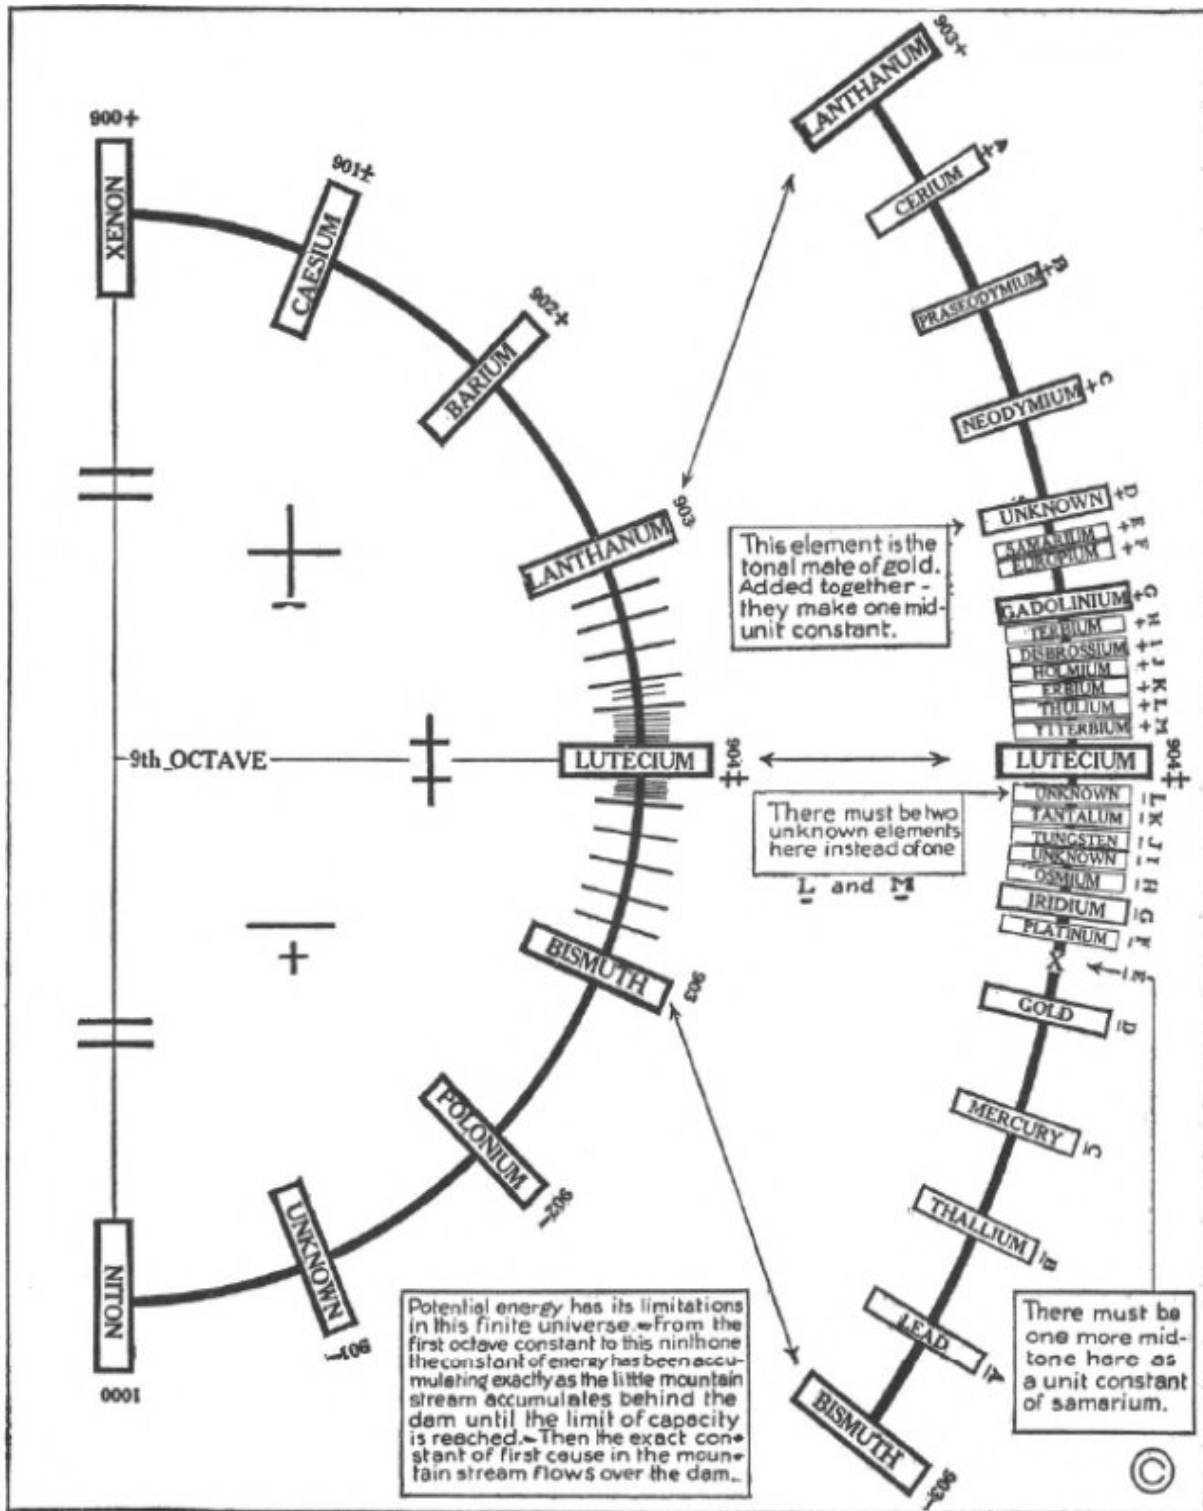 900+
XENON
901±
CAESIUM
902+
BARIUM
903
LANTHANUM
9th OCTAVE
LUTECIUM
904‡
BISMUTH
903
POLONIUM
902-
UNKNOWN
901-
NITON
1000
903+
LANTHANUM
CERIUM
A+
PRASEODYMIUM
B+
NEODYMIUM
C+
UNKNOWN
D+
SAMARIUM
E+
EUROPIUM
F+
GADOLINIUM
G+
TERBIUM
H+
DISBROSSIUM
I+
HOLMIUM
J+
ERBIUM
K+
THULIUM
L+
YTTERBIUM
M+
LUTECIUM
904‡
UNKNOWN
L
TANTALUM
K
TUNGSTEN
J
UNKNOWN
I
OSMIUM
H
IRIDIUM
G
PLATINUM
F
X
E
GOLD
D
MERCURY
C
THALLIUM
B
LEAD
A
BISMUTH
903-
This element is the
tonal mate of gold.
Added together -
they make one mid-
unit constant.
There must be two
unknown elements
here instead of one
L and M
There must be
one more mid-
tone here as
a unit constant
of samarium.
Potential energy has its limitations
in this finite universe. From the
first octave constant to this ninth one
the constant of energy has been accu-
mulating exactly as the little mountain
stream accumulates behind the
dam until the limit of capacity
is reached. Then the exact con-
stant of first cause in the moun-
tain stream flows over the dam.
©